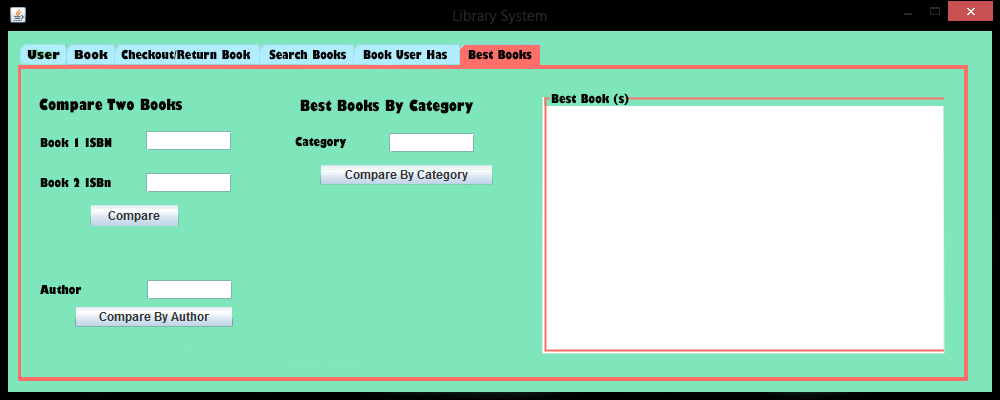 Library System
User Book Checkout/Return Book Search Books Book User Has Best Books
Compare Two Books
Book 1 ISBN
Book 2 ISBn
Compare
Author
Compare By Author
Best Books By Category
Category
Compare By Category
Best Book (s)